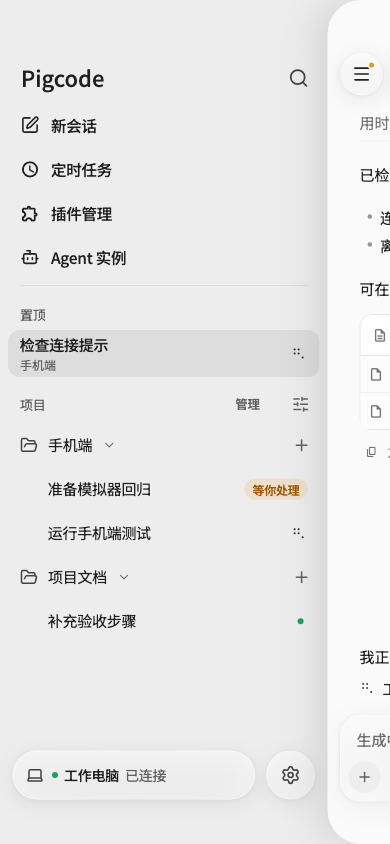 Pigcode
新会话
定时任务
插件管理
Agent 实例
置顶
检查连接提示
手机端
项目 管理
手机端
准备模拟器回归 等你处理
运行手机端测试
项目文档
补充验收步骤
工作电脑 已连接
用时
已检
可在
我正
生成